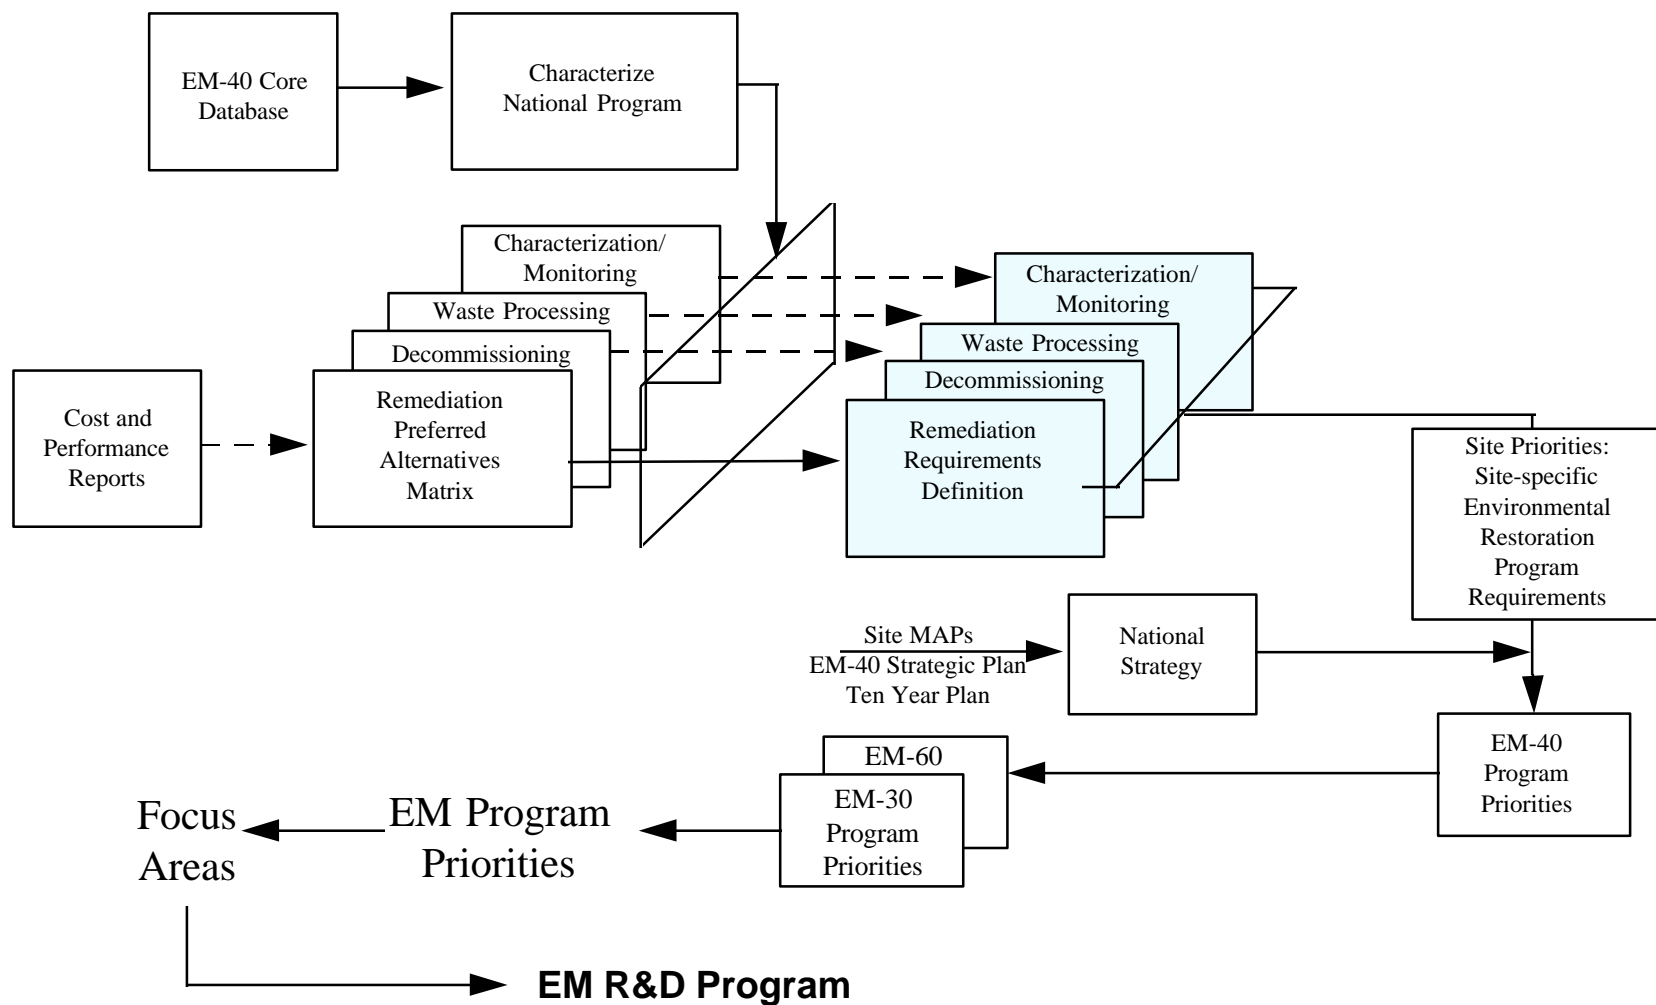 EM-40 Core
Database
Characterize
National Program
Characterization/
Monitoring
Waste Processing
Decommissioning
Remediation
Preferred
Alternatives
Matrix
Cost and
Performance
Reports
Characterization/
Monitoring
Waste Processing
Decommissioning
Remediation
Requirements
Definition
Site Priorities:
Site-specific
Environmental
Restoration
Program
Requirements
Site MAPs
EM-40 Strategic Plan
Ten Year Plan
National
Strategy
EM-40
Program
Priorities
EM-60
EM-30
Program
Priorities
EM Program
Priorities
Focus
Areas
EM R&D Program